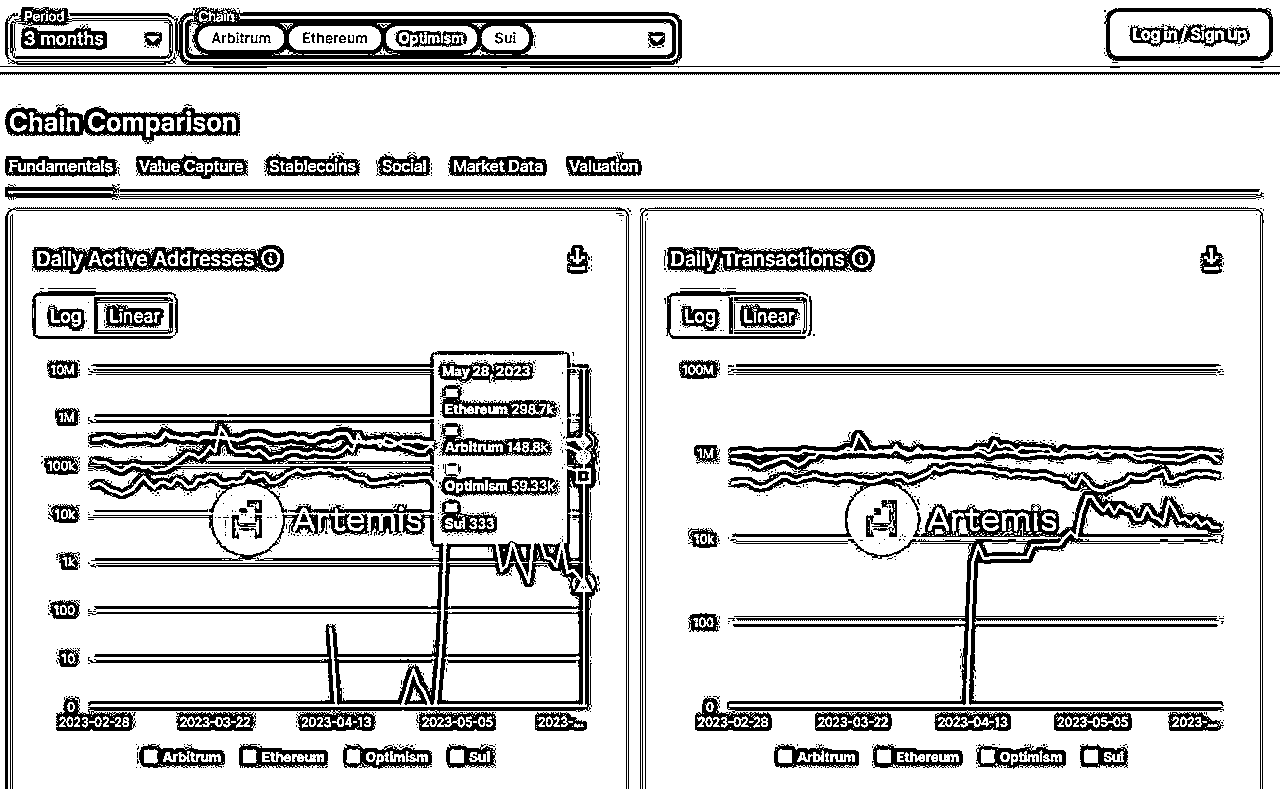 Period
3 months
Chain
Arbitrum Ethereum Optimism Sui
Log in / Sign up
Chain Comparison
Fundamentals Value Capture Stablecoins Social Market Data Valuation
Daily Active Addresses
Log Linear
10M
1M
100k
10k
1k
100
10
0
May 28, 2023
Ethereum 298.7k
Arbitrum 148.8k
Optimism 59.33k
Sui 333
Artemis
2023-02-28 2023-03-22 2023-04-13 2023-05-05 2023-...
Arbitrum Ethereum Optimism Sui
Daily Transactions
Log Linear
100M
1M
10k
100
0
Artemis
2023-02-28 2023-03-22 2023-04-13 2023-05-05 2023-...
Arbitrum Ethereum Optimism Sui